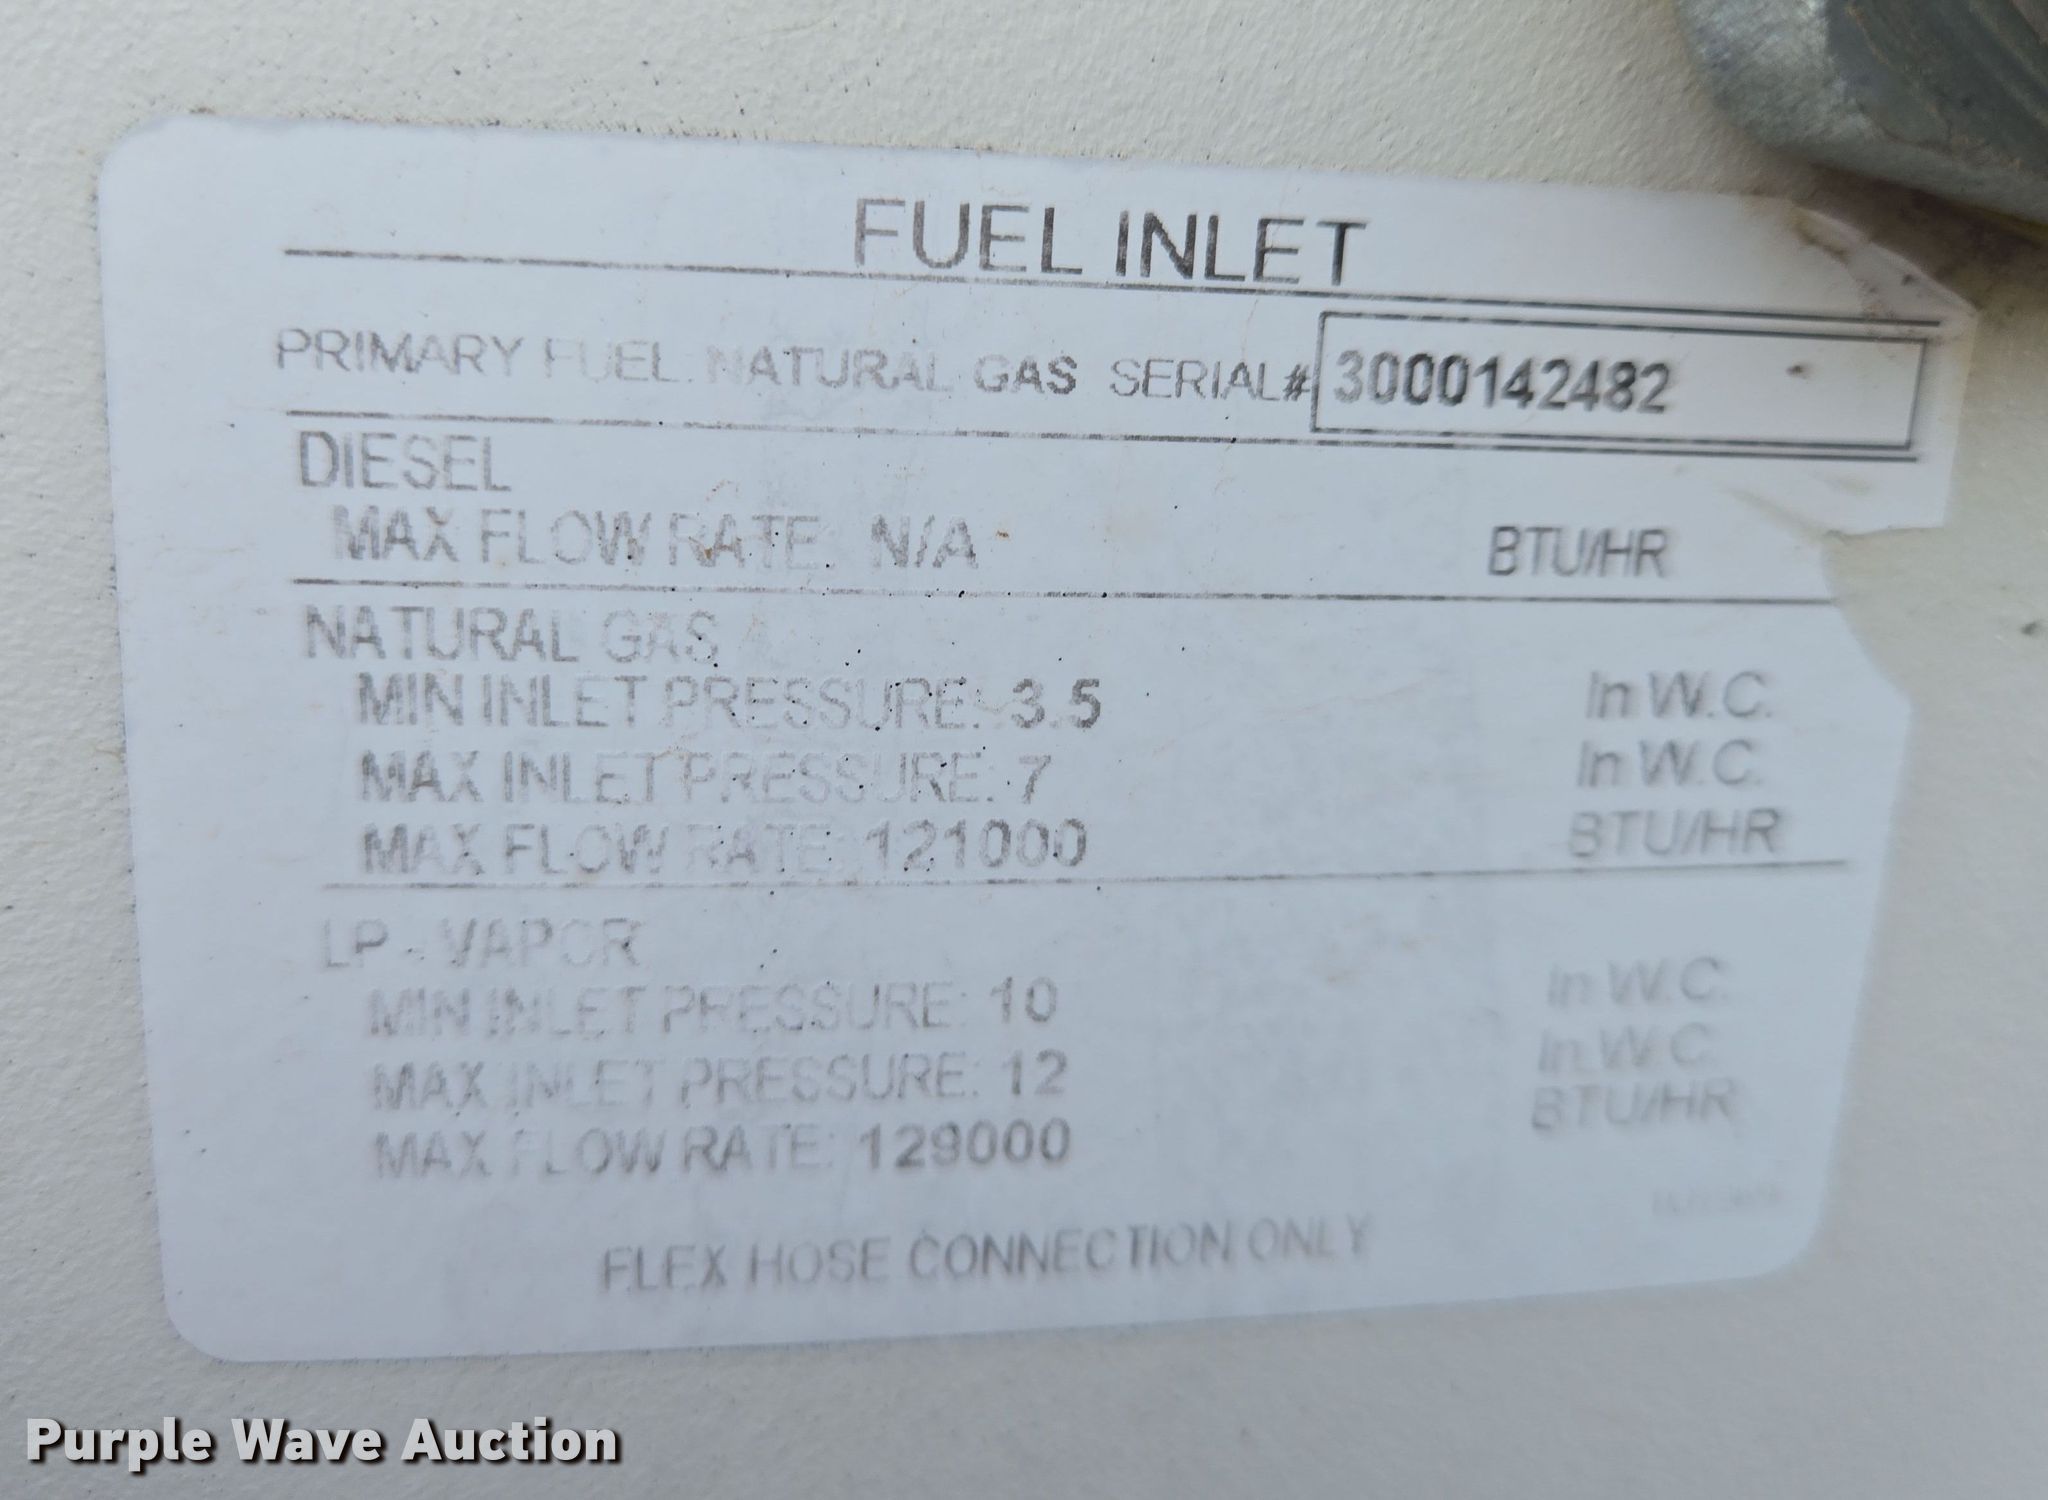 FUEL INLET
PRIMARY FUEL: NATURAL GAS SERIAL# 3000142482
DIESEL
MAX FLOW RATE: N/A BTU/HR
NATURAL GAS
MIN INLET PRESSURE: 3.5 In W.C.
MAX INLET PRESSURE: 7 In W.C.
MAX FLOW RATE: 121000 BTU/HR
LP - VAPOR
MIN INLET PRESSURE: 10 In W.C.
MAX INLET PRESSURE: 12 In W.C.
MAX FLOW RATE: 129000 BTU/HR
FLEX HOSE CONNECTION ONLY
Purple Wave Auction